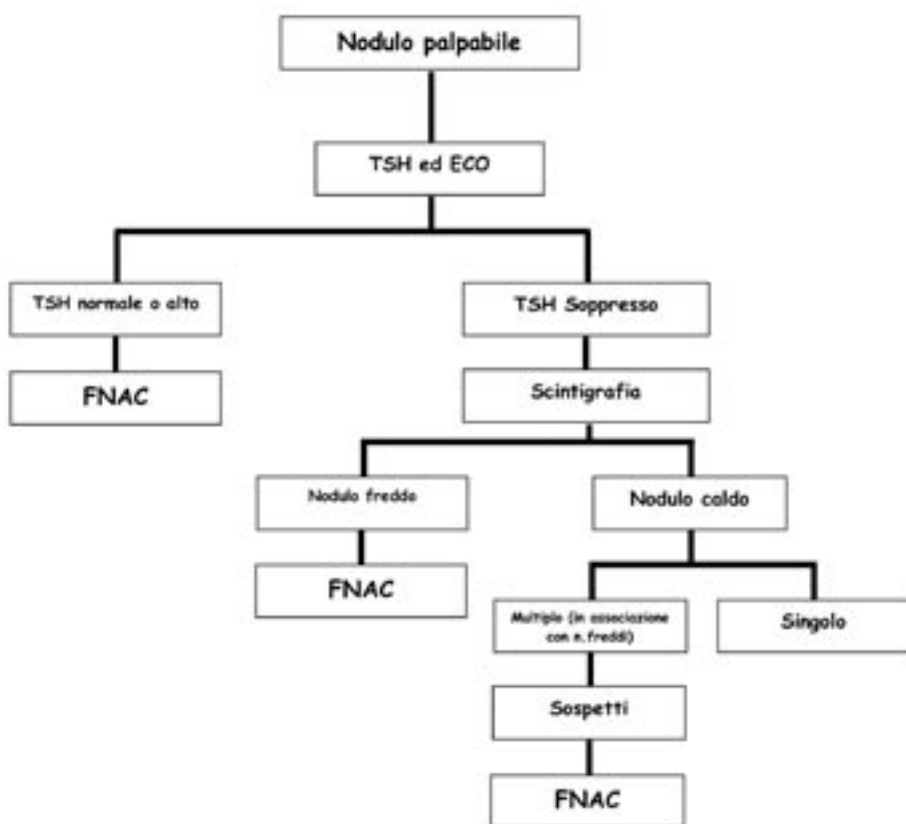 Nodulo palpabile
TSH ed ECO
TSH normale o alto
TSH Soppresso
FNAC
Scintigrafia
Nodulo freddo
Nodulo caldo
FNAC
Multiplo (in associazione
con n.freddi)
Singolo
Sospetti
FNAC